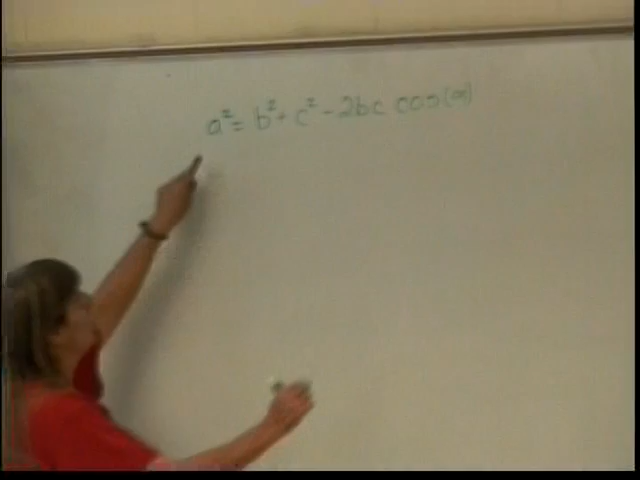 a² = b² + c² - 2bc cos(α)